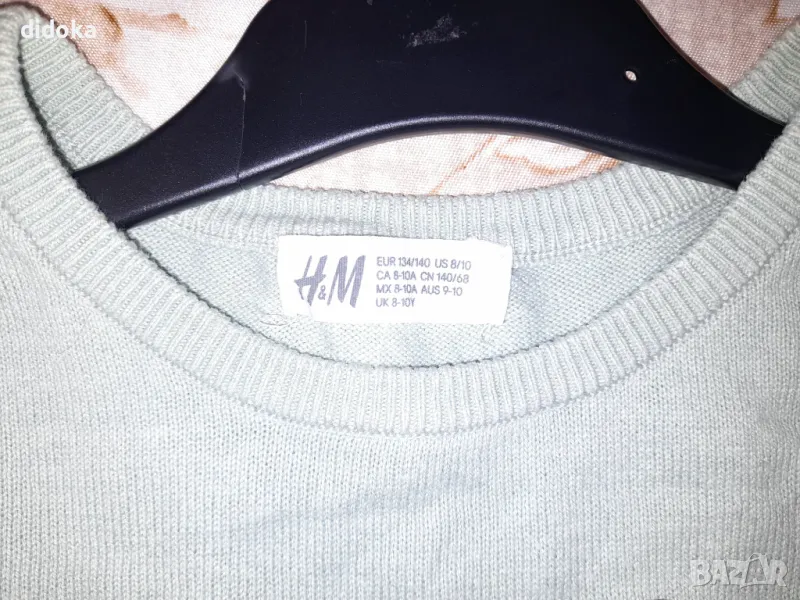 didoka
H&M
EUR 134/140 US 8/10
CA 8-10A CN 140/68
MX 8-10A AUS 9-10
UK 8-10Y
BAZAR